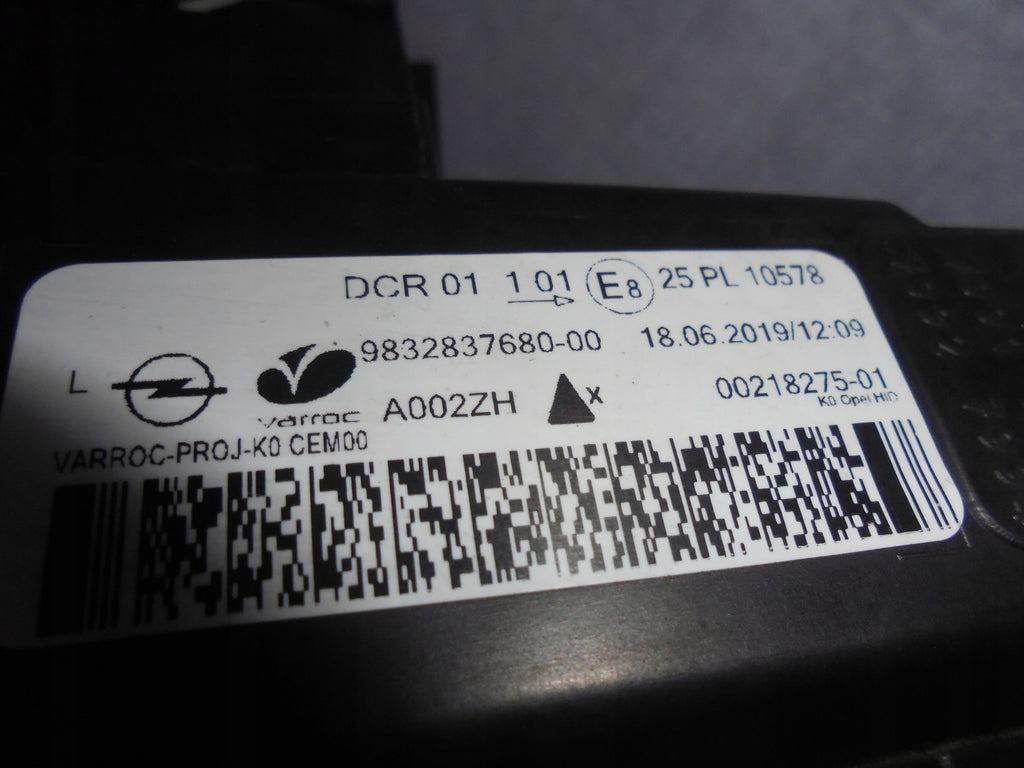 DCR 01 1 01 E8 25 PL 10578
9832837680-00 18.06.2019/12:09
L varroc A002ZH X 00218275-01
K0 Opel HID
VARROC-PROJ-K0 CEM00